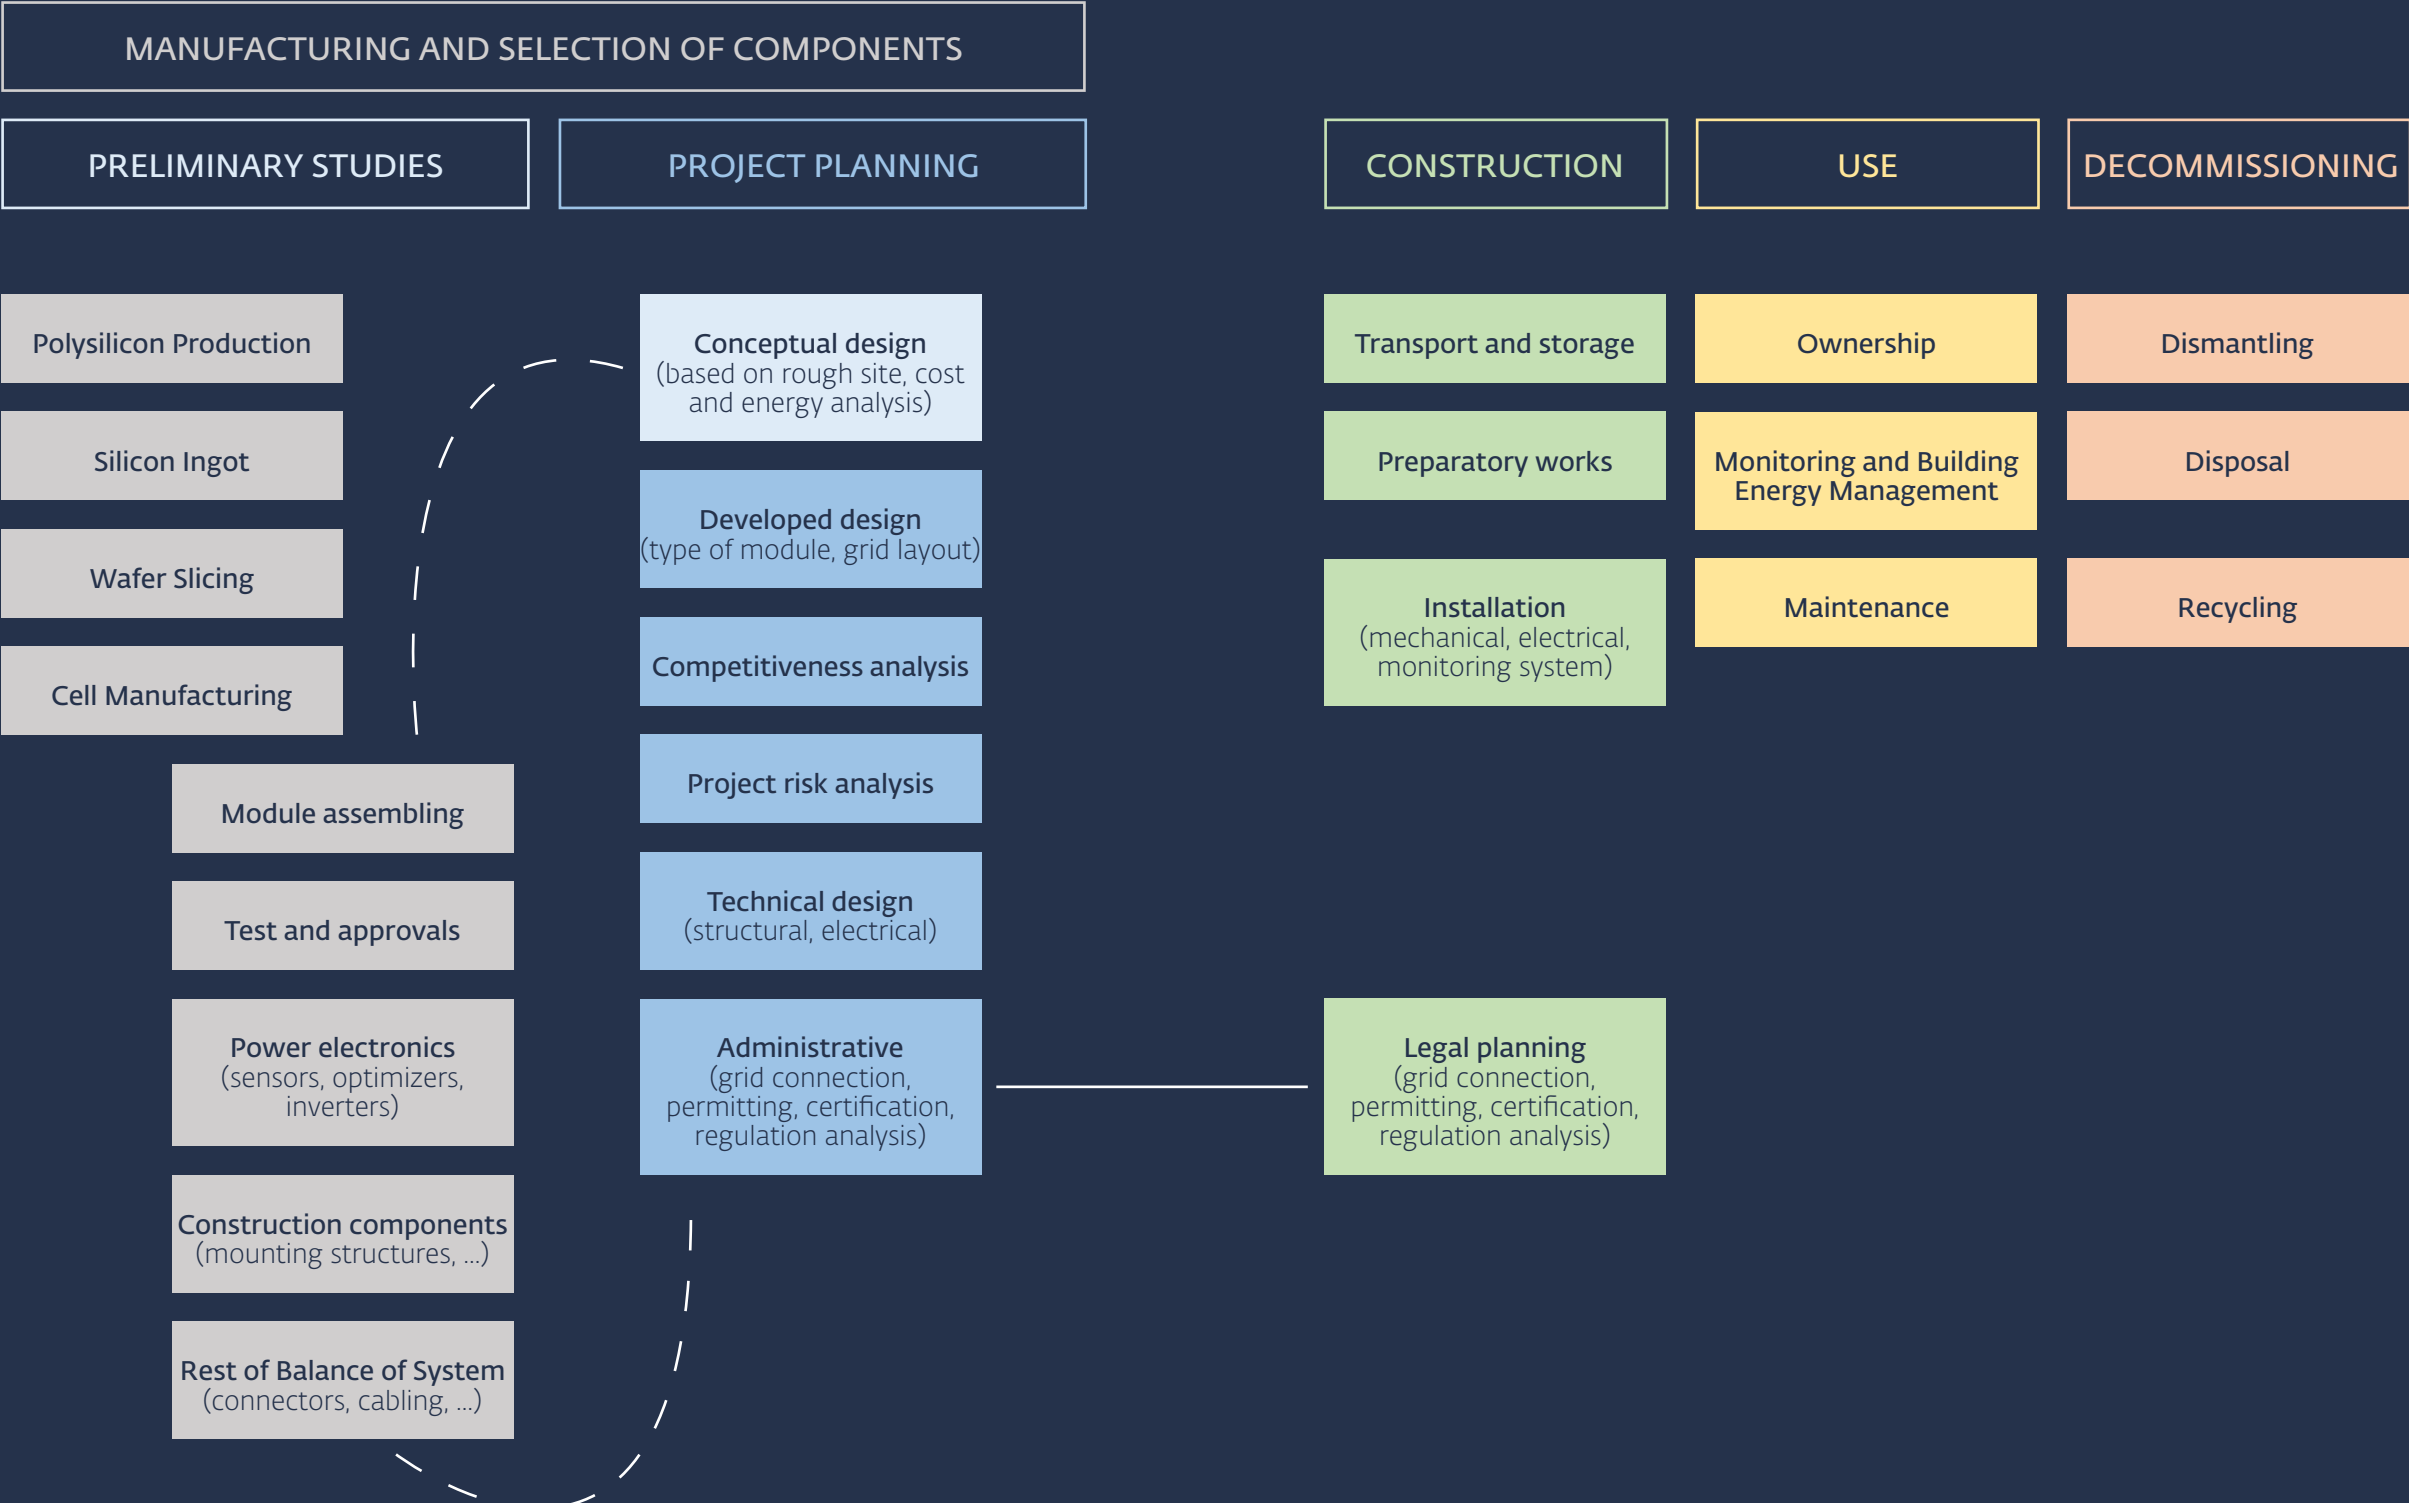 MANUFACTURING AND SELECTION OF COMPONENTS
PRELIMINARY STUDIES
PROJECT PLANNING
CONSTRUCTION
USE
DECOMMISSIONING
Polysilicon Production
Silicon Ingot
Wafer Slicing
Cell Manufacturing
Module assembling
Test and approvals
Power electronics
(sensors, optimizers,
inverters)
Construction components
(mounting structures, ...)
Rest of Balance of System
(connectors, cabling, ...)
Conceptual design
(based on rough site, cost
and energy analysis)
Developed design
(type of module, grid layout)
Competitiveness analysis
Project risk analysis
Technical design
(structural, electrical)
Administrative
(grid connection,
permitting, certification,
regulation analysis)
Transport and storage
Preparatory works
Installation
(mechanical, electrical,
monitoring system)
Legal planning
(grid connection,
permitting, certification,
regulation analysis)
Ownership
Monitoring and Building
Energy Management
Maintenance
Dismantling
Disposal
Recycling